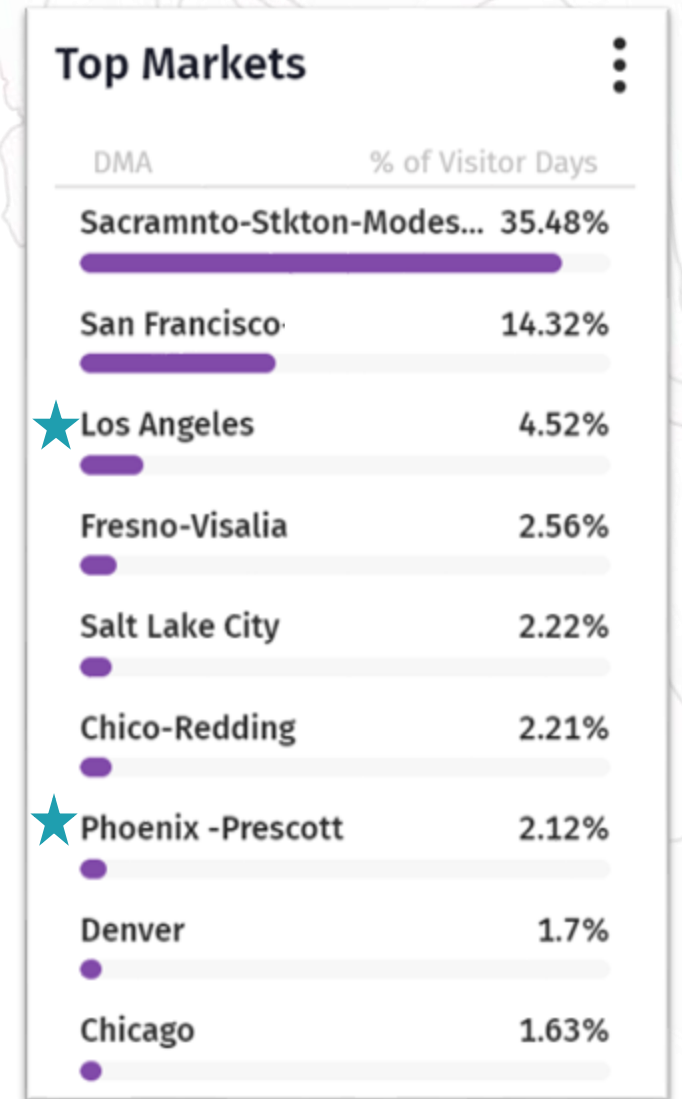 Top Markets
DMA % of Visitor Days
Sacramnto-Stkton-Modes... 35.48%
San Francisco- 14.32%
Los Angeles 4.52%
Fresno-Visalia 2.56%
Salt Lake City 2.22%
Chico-Redding 2.21%
Phoenix -Prescott 2.12%
Denver 1.7%
Chicago 1.63%